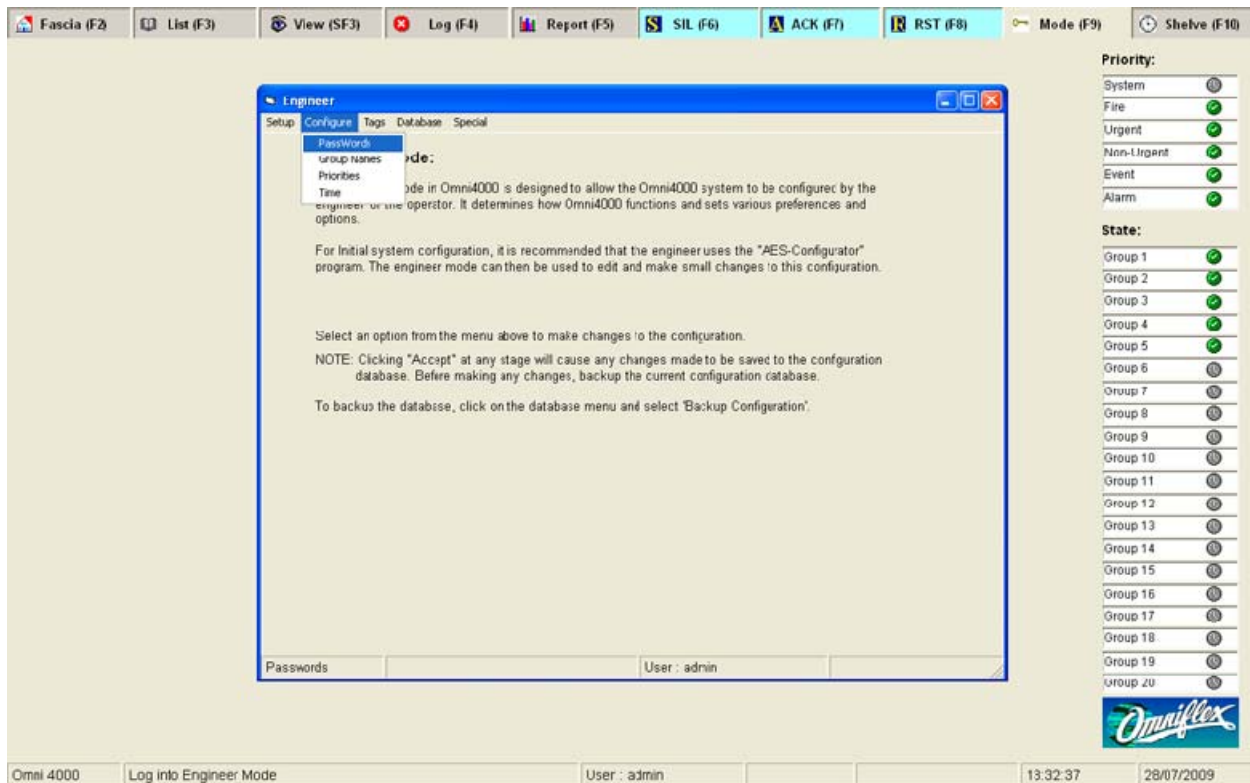 Fascia (F2)
List (F3)
View (SF3)
Log (F4)
Report (F5)
SIL (F6)
ACK (F7)
RST (F8)
Mode (F9)
Shelve (F10)
Engineer
Setup Configure Tags Database Special
PassWords
Group Names
Priorities
Time
ode:
ode in Omni4000 is designed to allow the Omni4000 system to be configured by the
engineer or the operator. It determines how Omni4000 functions and sets various preferences and
options.
For Initial system configuration, it is recommended that the engineer uses the "AES-Configurator"
program. The engineer mode can then be used to edit and make small changes to this configuration.
Select an option from the menu above to make changes to the configuration.
NOTE: Clicking "Accept" at any stage will cause any changes made to be saved to the configuration
database. Before making any changes, backup the current configuration database.
To backup the database, click on the database menu and select 'Backup Configuration'.
Passwords
User : admin
Priority:
System
Fire
Urgent
Non-Urgent
Event
Alarm
State:
Group 1
Group 2
Group 3
Group 4
Group 5
Group 6
Group 7
Group 8
Group 9
Group 10
Group 11
Group 12
Group 13
Group 14
Group 15
Group 16
Group 17
Group 18
Group 19
Group 20
Omniflex
Omni 4000
Log into Engineer Mode
User : admin
13:32:37
28/07/2009